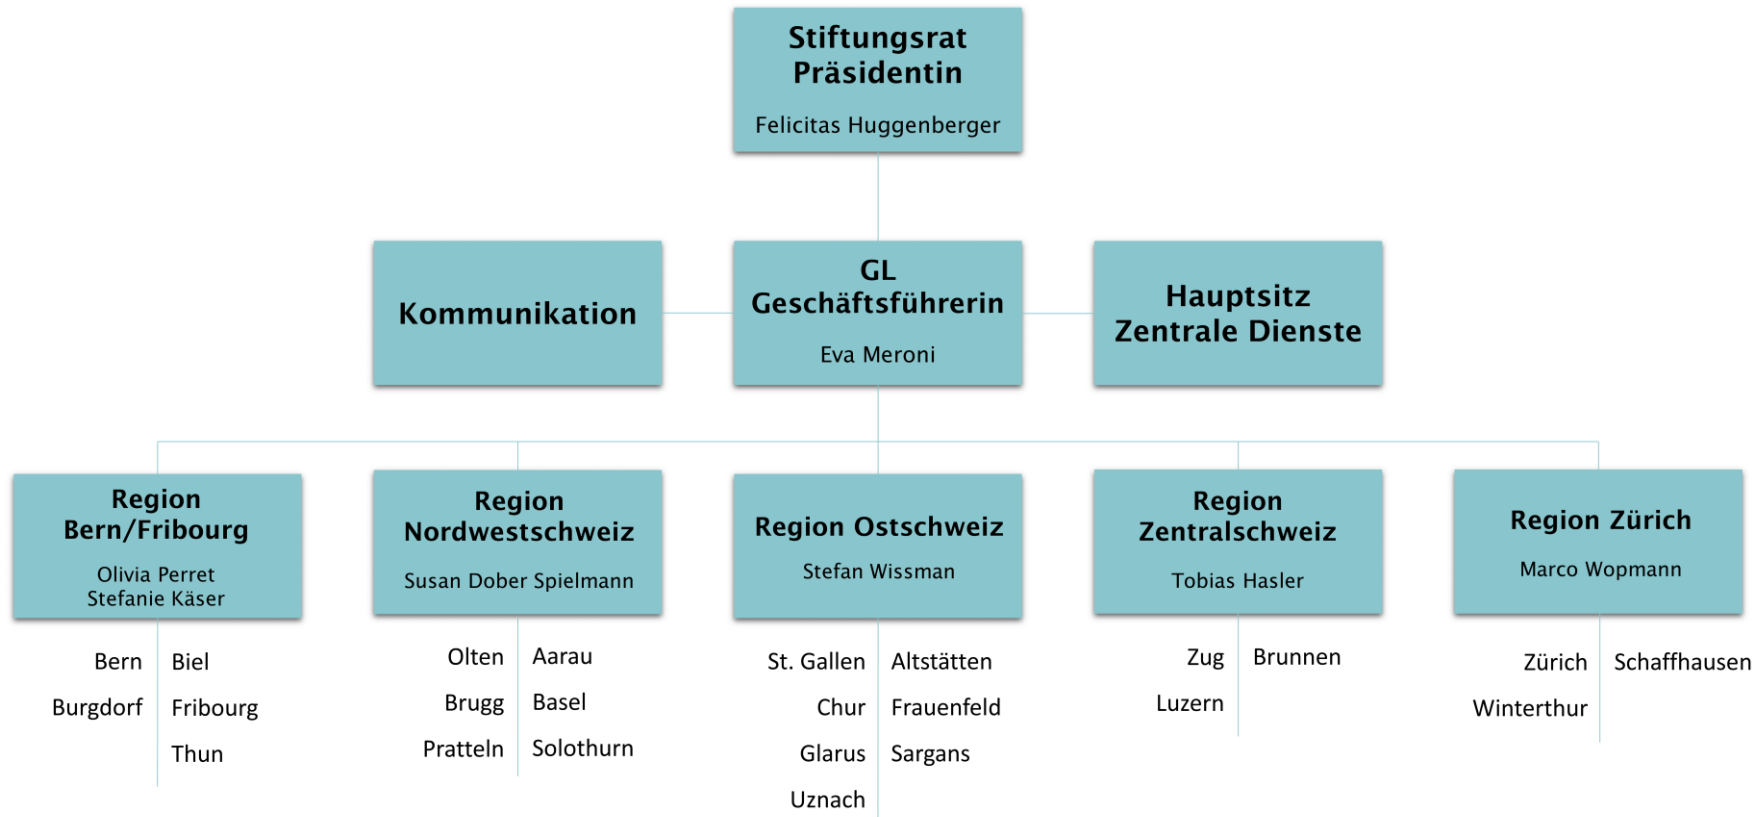 Stiftungsrat
Präsidentin
Felicitas Huggenberger
Kommunikation
GL
Geschäftsführerin
Eva Meroni
Hauptsitz
Zentrale Dienste
Region
Bern/Fribourg
Olivia Perret
Stefanie Käser
Bern
Biel
Burgdorf
Fribourg
Thun
Region
Nordwestschweiz
Susan Dober Spielmann
Olten
Aarau
Brugg
Basel
Pratteln
Solothurn
Region Ostschweiz
Stefan Wissman
St. Gallen
Altstätten
Chur
Frauenfeld
Glarus
Sargans
Uznach
Region
Zentralschweiz
Tobias Hasler
Zug
Brunnen
Luzern
Region Zürich
Marco Wopmann
Zürich
Schaffhausen
Winterthur